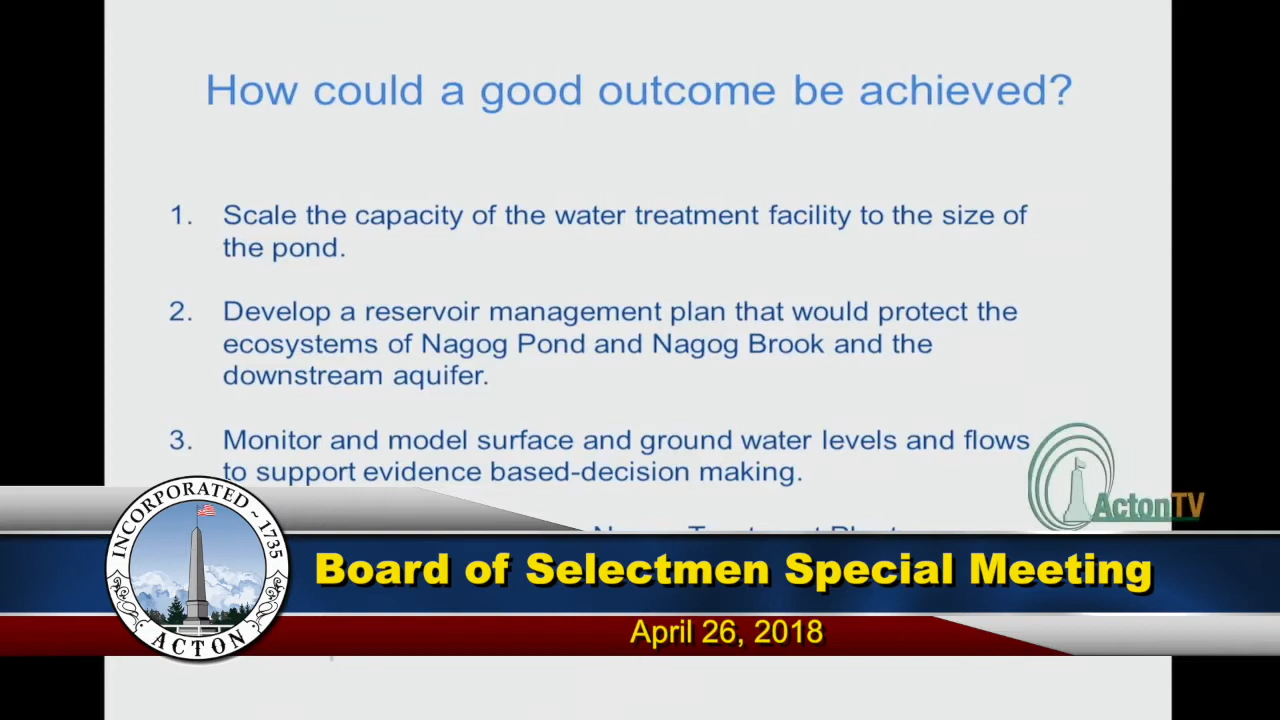 How could a good outcome be achieved?
1. Scale the capacity of the water treatment facility to the size of
the pond.
2. Develop a reservoir management plan that would protect the
ecosystems of Nagog Pond and Nagog Brook and the
downstream aquifer.
3. Monitor and model surface and ground water levels and flows
to support evidence based-decision making.
Treatment Plant
ActonTV
INCORPORATED ~ 1735
ACTON
Board of Selectmen Special Meeting
April 26, 2018